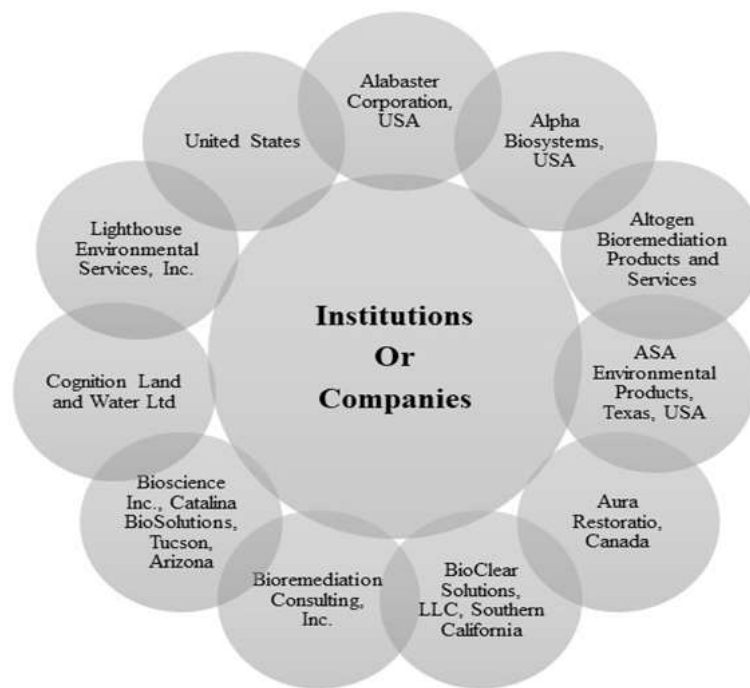 Institutions
Or
Companies
Alabaster
Corporation,
USA
Alpha
Biosystems,
USA
Altogen
Bioremediation
Products and
Services
ASA
Environmental
Products,
Texas, USA
Aura
Restoratio,
Canada
BioClear
Solutions,
LLC, Southern
California
Bioremediation
Consulting,
Inc.
Bioscience
Inc., Catalina
BioSolutions,
Tucson,
Arizona
Cognition Land
and Water Ltd
Lighthouse
Environmental
Services, Inc.
United States